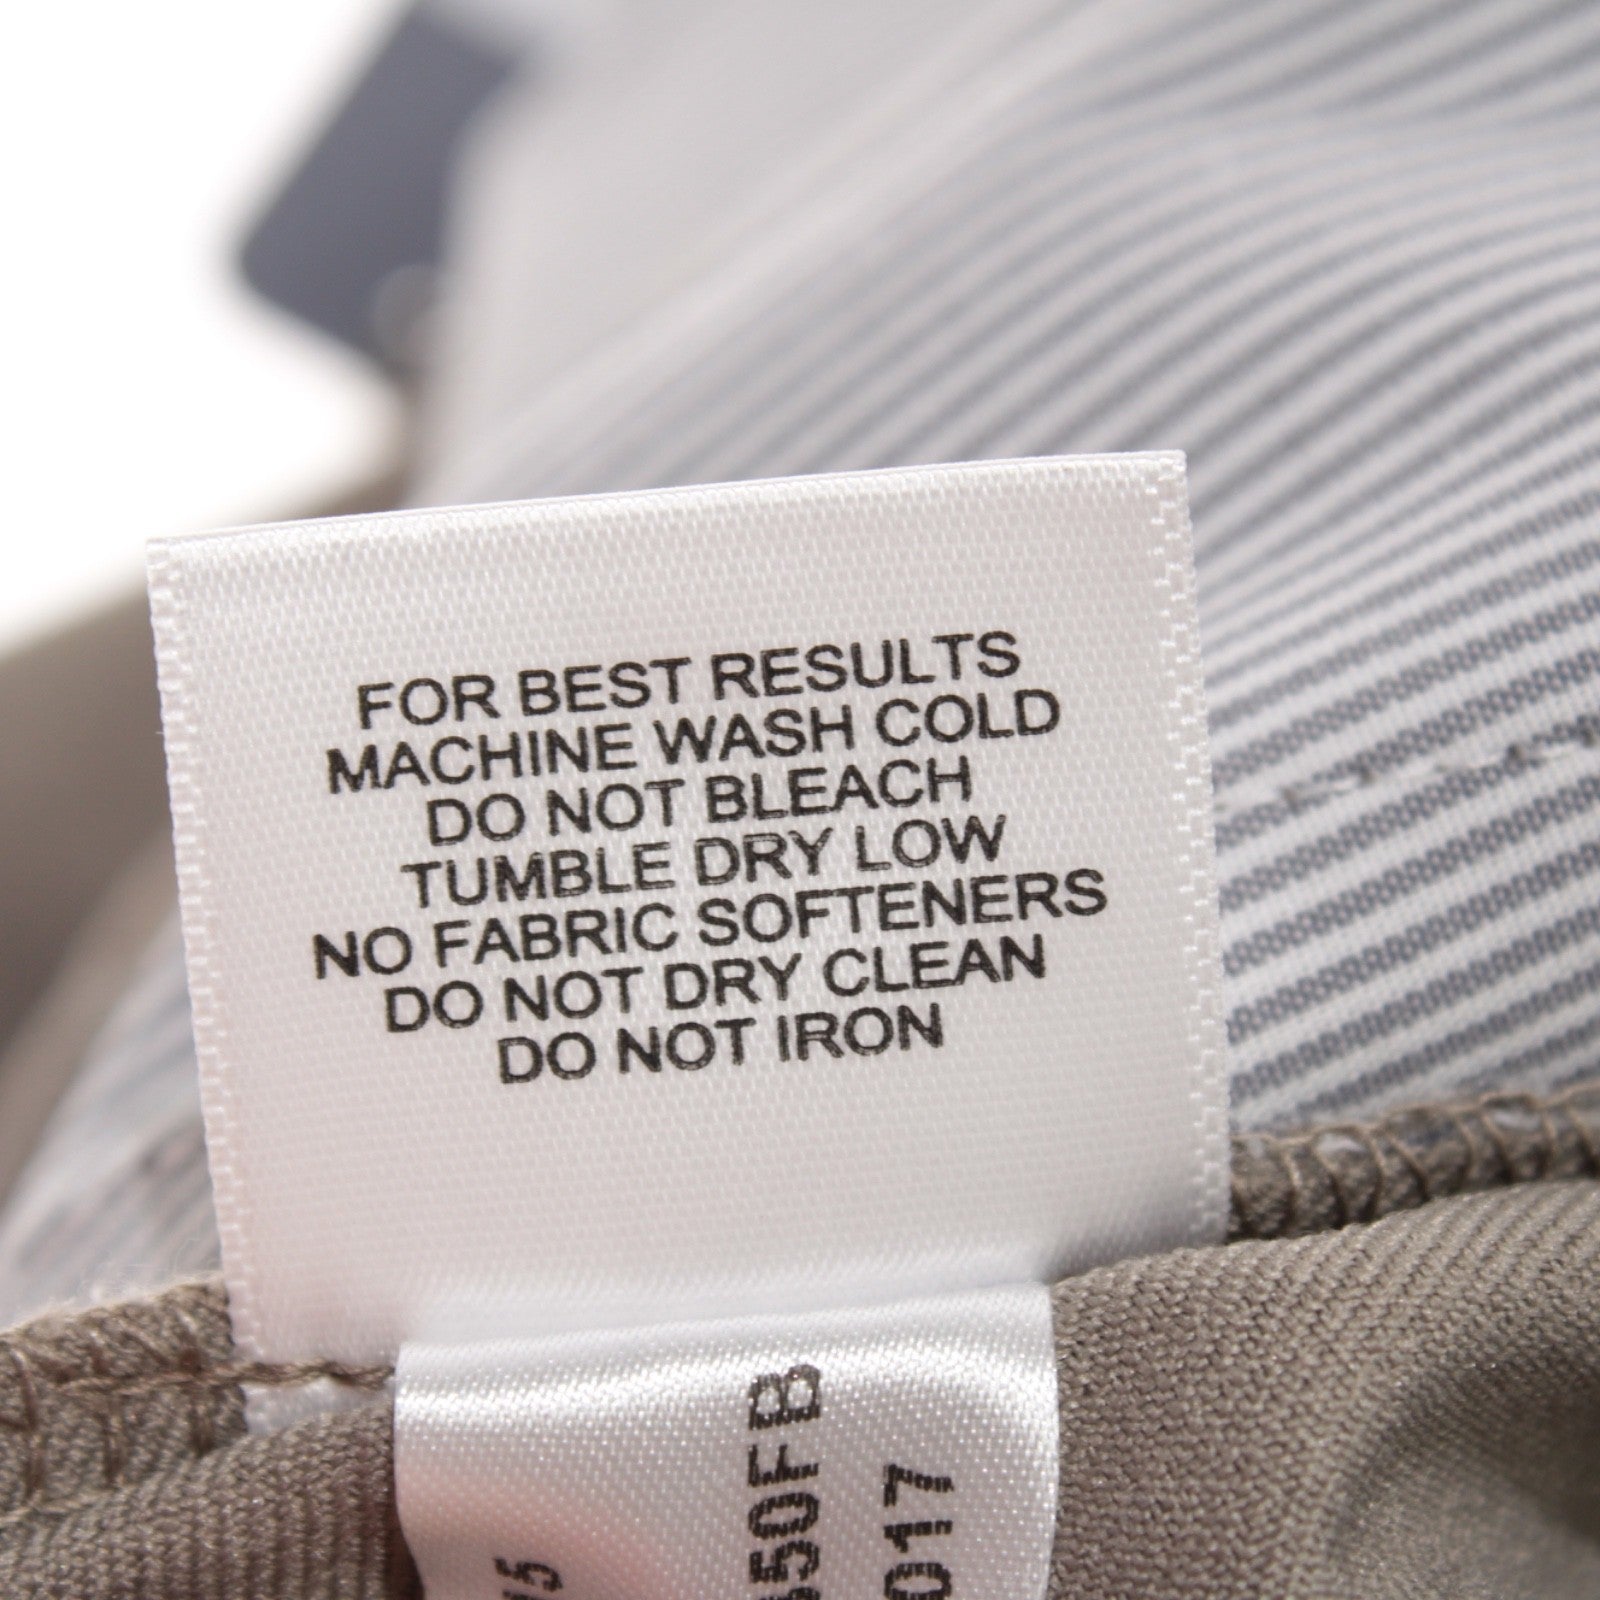 FOR BEST RESULTS
MACHINE WASH COLD
DO NOT BLEACH
TUMBLE DRY LOW
NO FABRIC SOFTENERS
DO NOT DRY CLEAN
DO NOT IRON